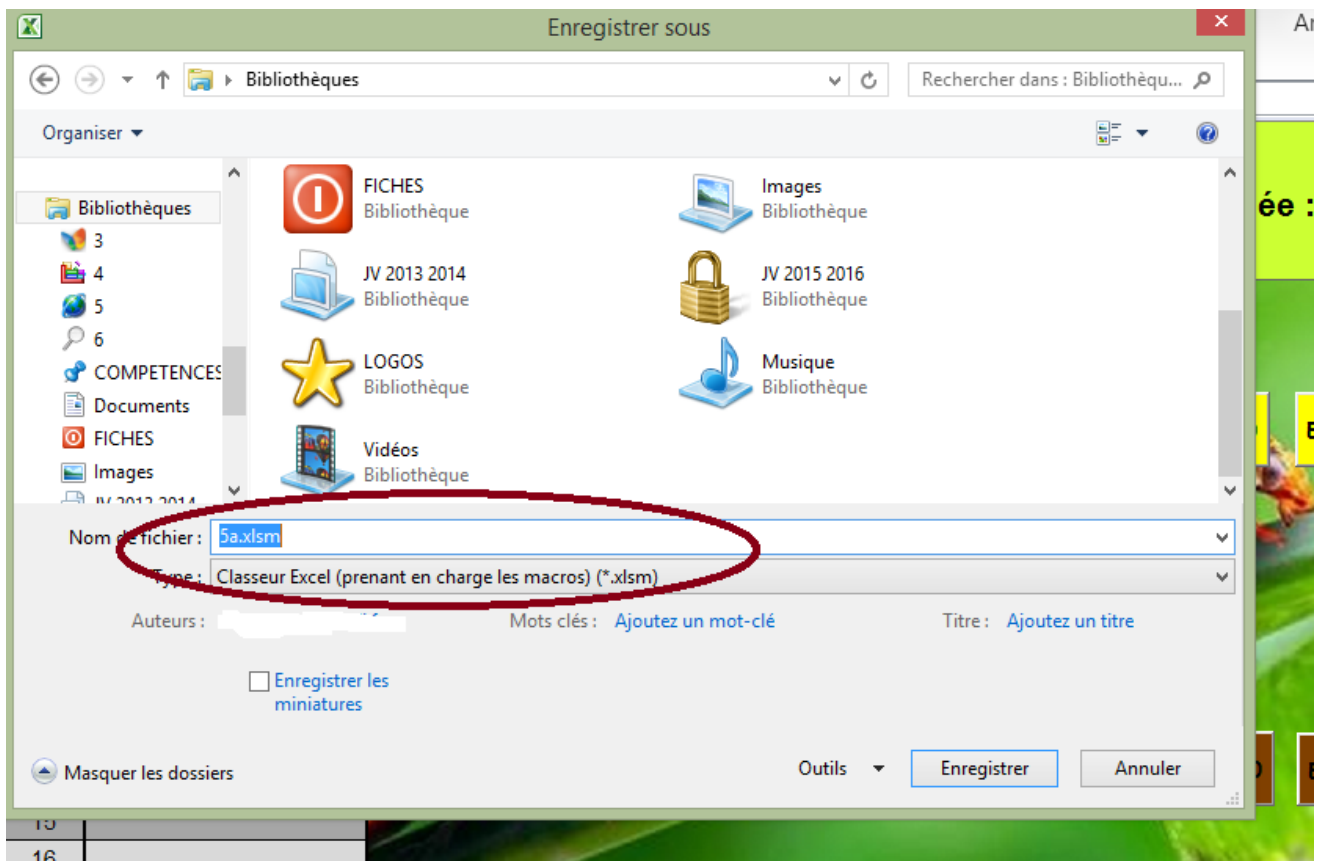 Enregistrer sous
Bibliothèques
Rechercher dans : Bibliothèqu...
Organiser
Bibliothèques
3
4
5
6
COMPETENCES
Documents
FICHES
Images
JV 2013 2014
FICHES
Bibliothèque
Images
Bibliothèque
JV 2013 2014
Bibliothèque
JV 2015 2016
Bibliothèque
LOGOS
Bibliothèque
Musique
Bibliothèque
Vidéos
Bibliothèque
ée :
Nom de fichier : 5a.xlsm
Type : Classeur Excel (prenant en charge les macros) (*.xlsm)
Auteurs : Mots clés : Ajoutez un mot-clé Titre : Ajoutez un titre
Enregistrer les
miniatures
Masquer les dossiers
Outils Enregistrer Annuler
15
16